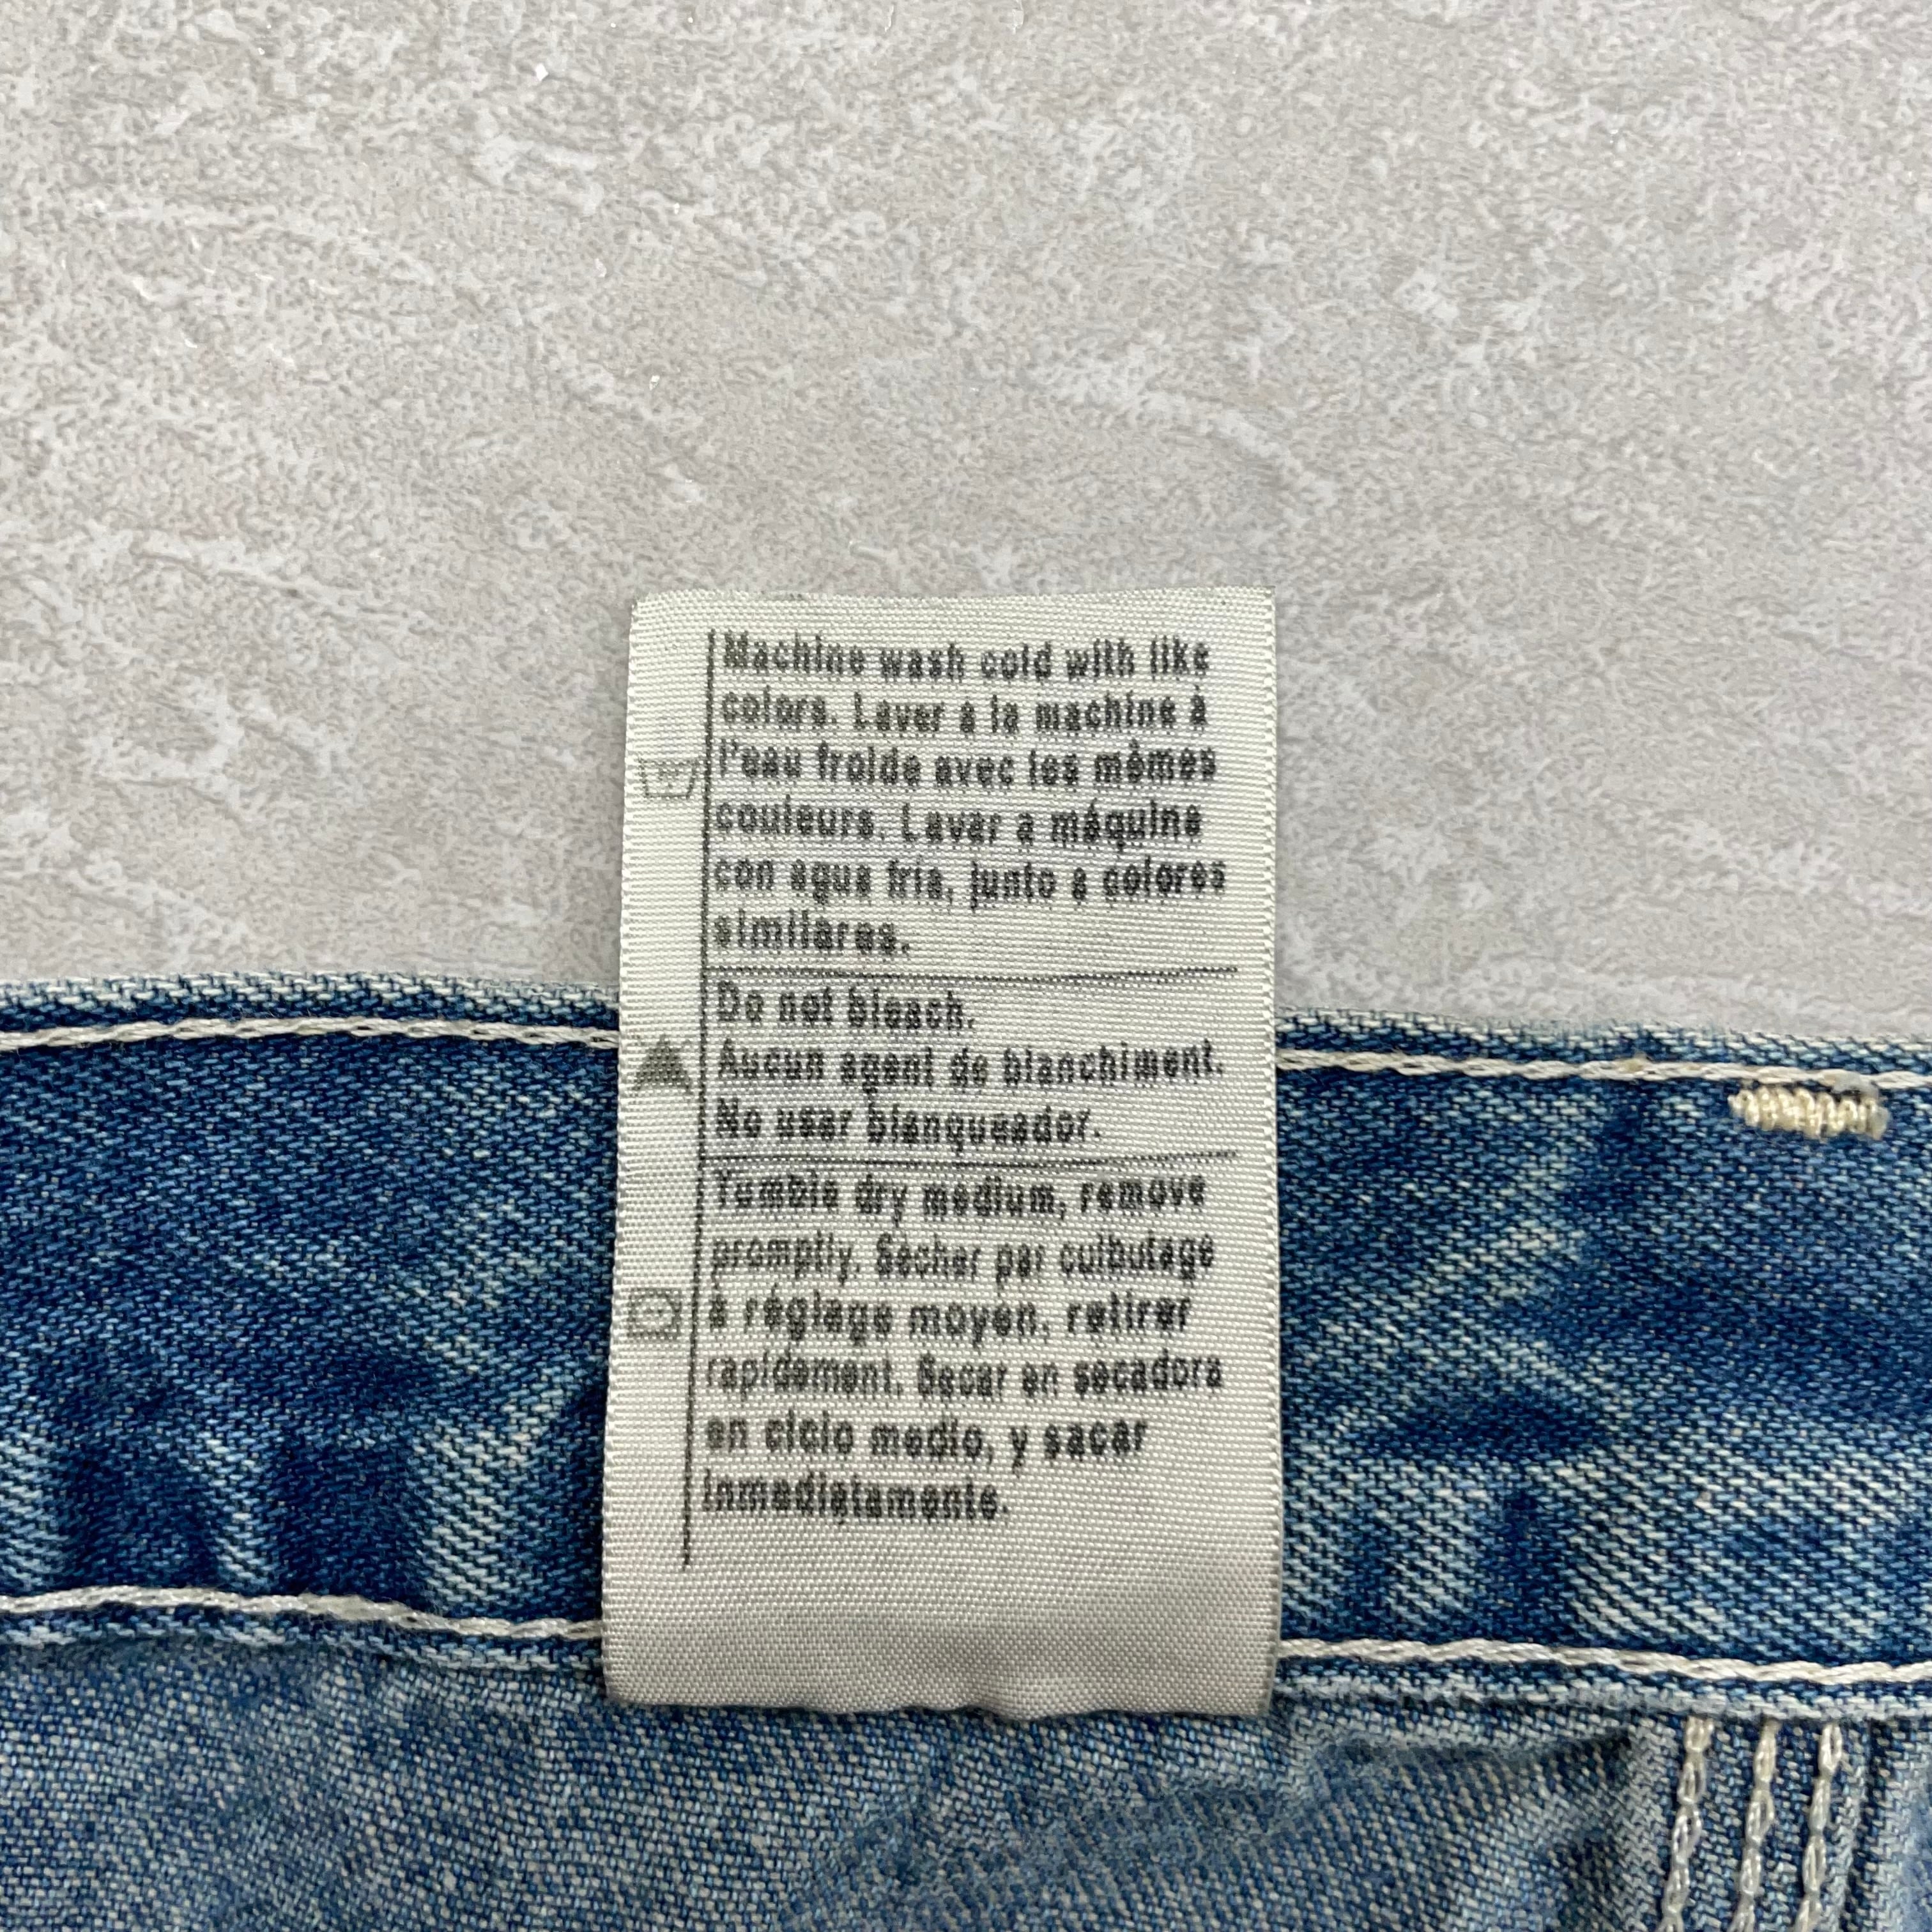 Machine wash cold with like
colors. Laver à la machine à
l'eau froide avec les mêmes
couleurs. Lavar a máquina
con agua fría, junto a colores
similares.
Do not bleach.
Aucun agent de blanchiment.
No usar blanqueador.
Tumble dry medium, remove
promptly. Secher par culbutage
à réglage moyen, retirer
rapidement. Secar en secadora
en ciclo medio, y sacar
inmediatamente.